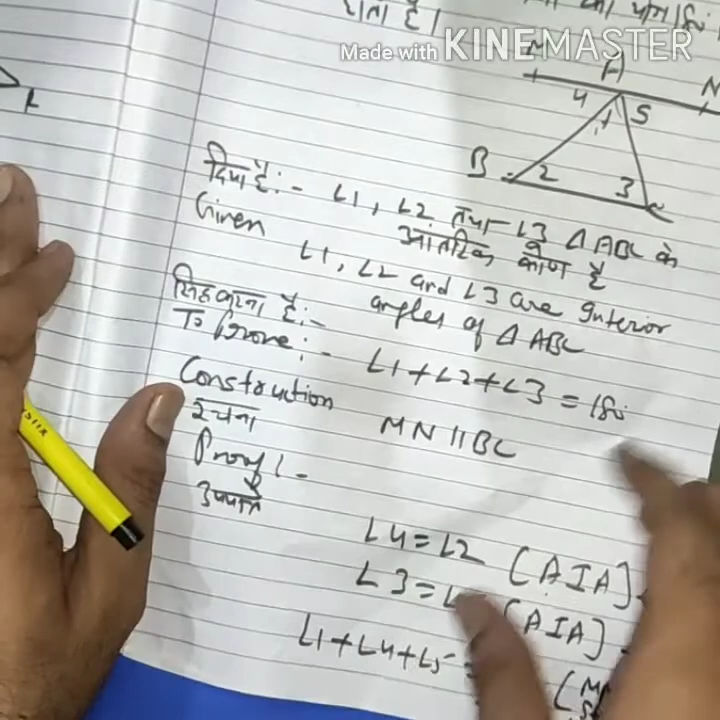 Made with KINEMASTER
M A N
4 1 5
B 2 3 C
दिया है:- ∠1, ∠2 तथा ∠3 △ABC के
आंतरिक कोण हैं
Given ∠1, ∠2 and ∠3 are interior
angles of △ABC
सिद्ध करना है:-
To Prove:- ∠1+∠2+∠3 = 180
Construction
रचना MN || BC
Proof:-
∠4 = ∠2 (AIA)
∠3 = (AIA)
∠1+∠4+∠5 =